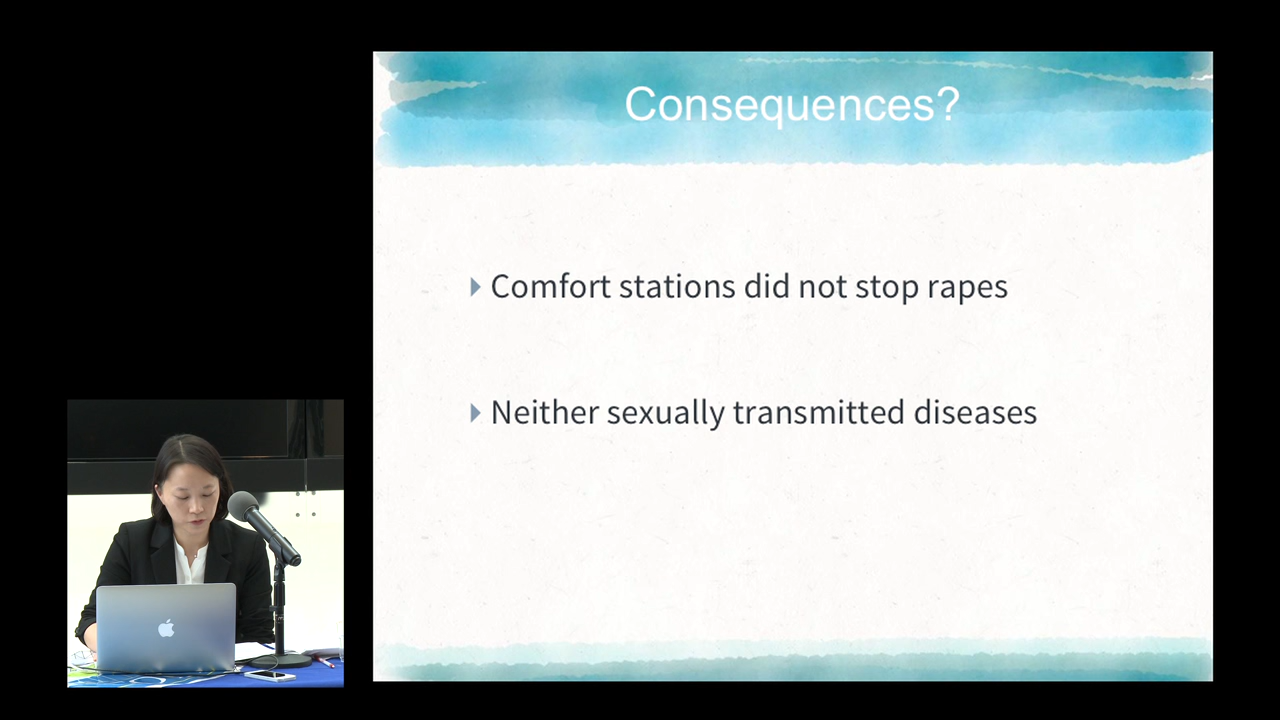 Consequences?
Comfort stations did not stop rapes
Neither sexually transmitted diseases